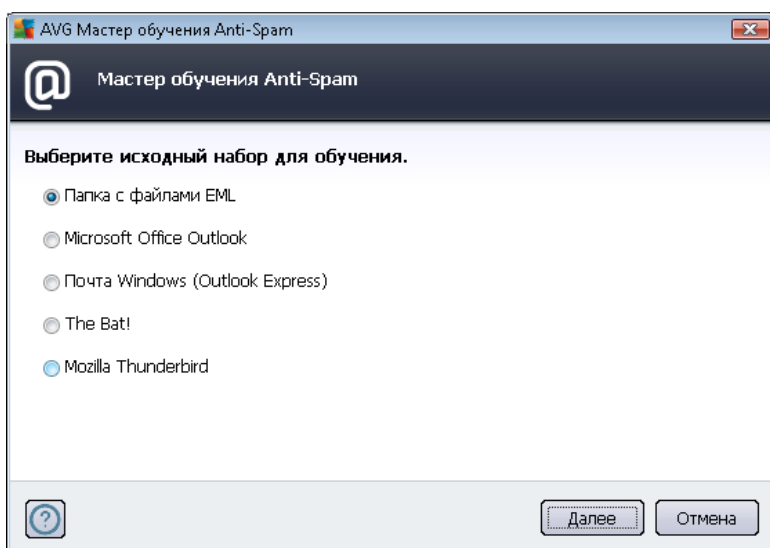 AVG Мастер обучения Anti-Spam
Мастер обучения Anti-Spam
Выберите исходный набор для обучения.
Папка с файлами EML
Microsoft Office Outlook
Почта Windows (Outlook Express)
The Bat!
Mozilla Thunderbird
Далее Отмена